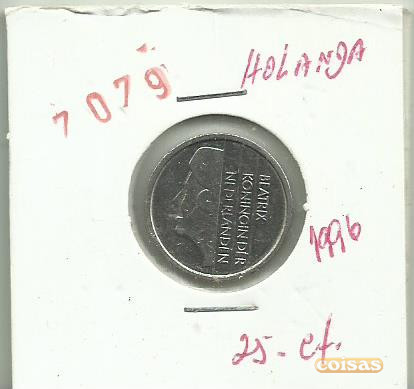 7079
HOLANDA
BEATRIX
KONINGIN DER
NEDERLANDEN
1996
25- ct.
coisas